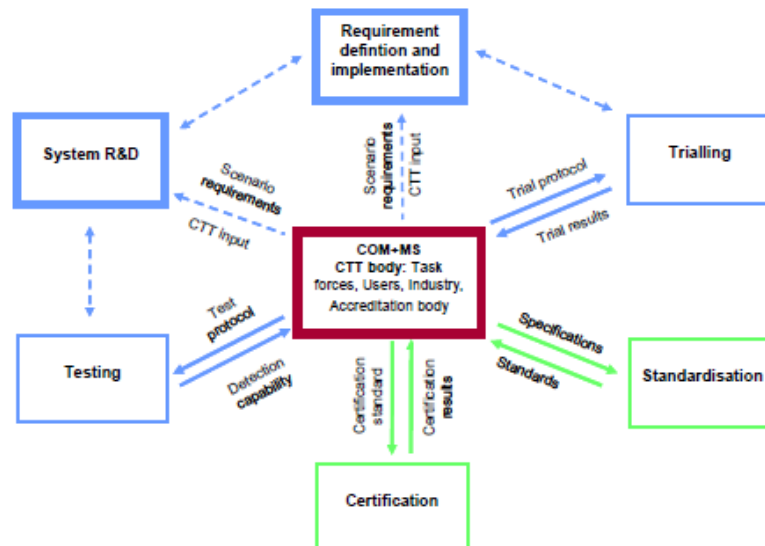 Requirement
defintion and
implementation
System R&D
Trialling
Scenario
requirements
CTT input
Scenario
requirements
CTT input
Trial protocol
Trial results
COM+MS
CTT body: Task
forces, Users, Industry,
Accreditation body
Test
protocol
Detection
capability
Testing
Specifications
Standards
Standardisation
Certification
standard
Certification
results
Certification